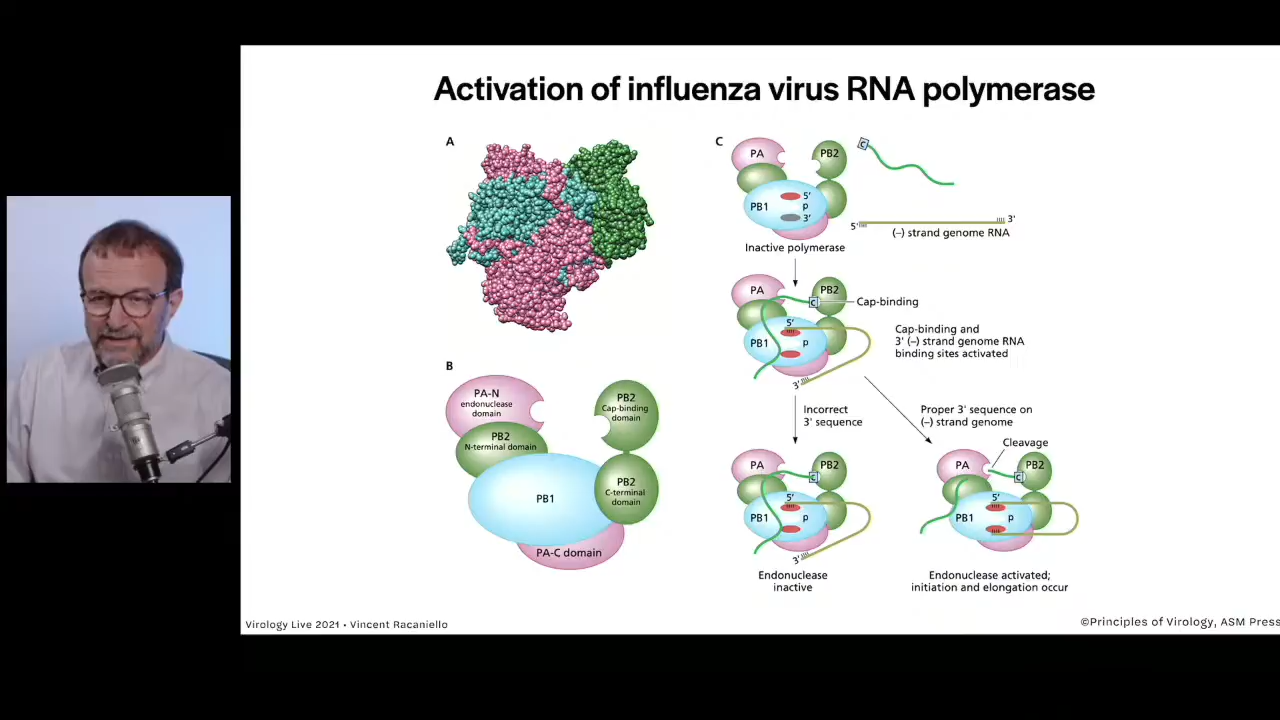 Activation of influenza virus RNA polymerase
A
B
PA-N
endonuclease
domain
PB2
N-terminal domain
PB1
PA-C domain
PB2
Cap-binding
domain
PB2
C-terminal
domain
C
PA
PB2
C
PB1
5'
p
3'
Inactive polymerase
5'
3'
(–) strand genome RNA
PA
PB2
C
Cap-binding
5'
PB1
p
3'
Cap-binding and
3' (–) strand genome RNA
binding sites activated
Incorrect
3' sequence
Proper 3' sequence on
(–) strand genome
Cleavage
PA
PB2
C
5'
PB1
p
3'
Endonuclease
inactive
PA
PB2
C
5'
PB1
p
Endonuclease activated;
initiation and elongation occur
Virology Live 2021 • Vincent Racaniello
©Principles of Virology, ASM Press